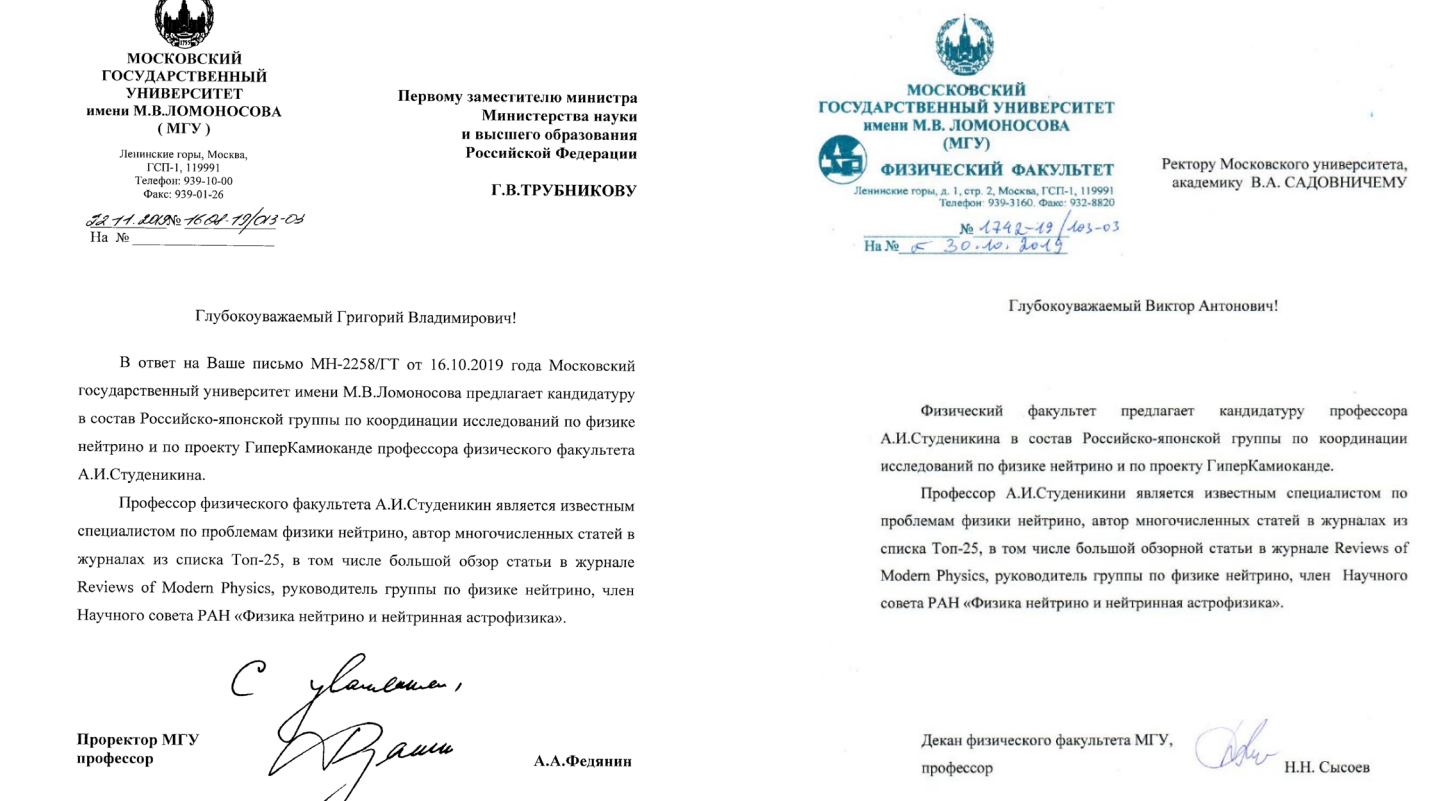 МОСКОВСКИЙ
ГОСУДАРСТВЕННЫЙ
УНИВЕРСИТЕТ
имени М.В.ЛОМОНОСОВА
( МГУ )
Ленинские горы, Москва,
ГСП-1, 119991
Телефон: 939-10-00
Факс: 939-01-26
22.11.2019 № 1608-19/013-03
На №
Первому заместителю министра
Министерства науки
и высшего образования
Российской Федерации
Г.В.ТРУБНИКОВУ
Глубокоуважаемый Григорий Владимирович!
В ответ на Ваше письмо МН-2258/ГТ от 16.10.2019 года Московский
государственный университет имени М.В.Ломоносова предлагает кандидатуру
в состав Российско-японской группы по координации исследований по физике
нейтрино и по проекту ГиперКамиоканде профессора физического факультета
А.И.Студеникина.
Профессор физического факультета А.И.Студеникин является известным
специалистом по проблемам физики нейтрино, автор многочисленных статей в
журналах из списка Топ-25, в том числе большой обзор статьи в журнале
Reviews of Modern Physics, руководитель группы по физике нейтрино, член
Научного совета РАН «Физика нейтрино и нейтринная астрофизика».
С уважением,
Проректор МГУ
профессор
А.А.Федянин
МОСКОВСКИЙ
ГОСУДАРСТВЕННЫЙ УНИВЕРСИТЕТ
имени М.В. ЛОМОНОСОВА
(МГУ)
ФИЗИЧЕСКИЙ ФАКУЛЬТЕТ
Ленинские горы, д. 1, стр. 2, Москва, ГСП-1, 119991
Телефон: 939-3160. Факс: 932-8820
№ 1742-19/103-03
На № 30.10.2019
Ректору Московского университета,
академику В.А. САДОВНИЧЕМУ
Глубокоуважаемый Виктор Антонович!
Физический факультет предлагает кандидатуру профессора
А.И.Студеникина в состав Российско-японской группы по координации
исследований по физике нейтрино и по проекту ГиперКамиоканде.
Профессор А.И.Студеникини является известным специалистом по
проблемам физики нейтрино, автор многочисленных статей в журналах из
списка Топ-25, в том числе большой обзорной статьи в журнале Reviews of
Modern Physics, руководитель группы по физике нейтрино, член Научного
совета РАН «Физика нейтрино и нейтринная астрофизика».
Декан физического факультета МГУ,
профессор
Н.Н. Сысоев